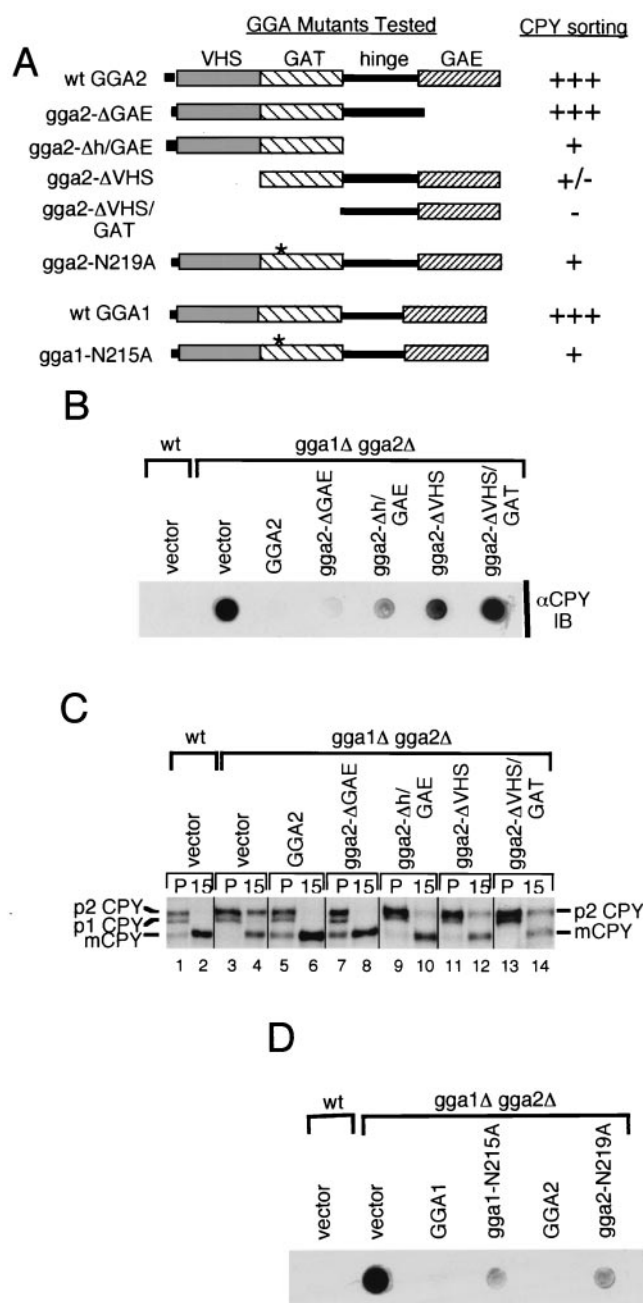 A
GGA Mutants Tested
CPY sorting
VHS GAT hinge GAE
wt GGA2 +++
gga2-ΔGAE +++
gga2-Δh/GAE +
gga2-ΔVHS +/-
gga2-ΔVHS/
GAT -
*
gga2-N219A +
wt GGA1 +++
*
gga1-N215A +
B
wt
gga1Δ gga2Δ
vector
vector
GGA2
gga2-ΔGAE
gga2-Δh/
GAE
gga2-ΔVHS
gga2-ΔVHS/
GAT
αCPY
IB
C
wt
gga1Δ gga2Δ
vector
vector
GGA2
gga2-ΔGAE
gga2-Δh/
GAE
gga2-ΔVHS
gga2-ΔVHS/
GAT
P 15 P 15 P 15 P 15 P 15 P 15 P 15
p2 CPY
p1 CPY
mCPY
p2 CPY
mCPY
1 2 3 4 5 6 7 8 9 10 11 12 13 14
D
wt
gga1Δ gga2Δ
vector
vector
GGA1
gga1-N215A
GGA2
gga2-N219A